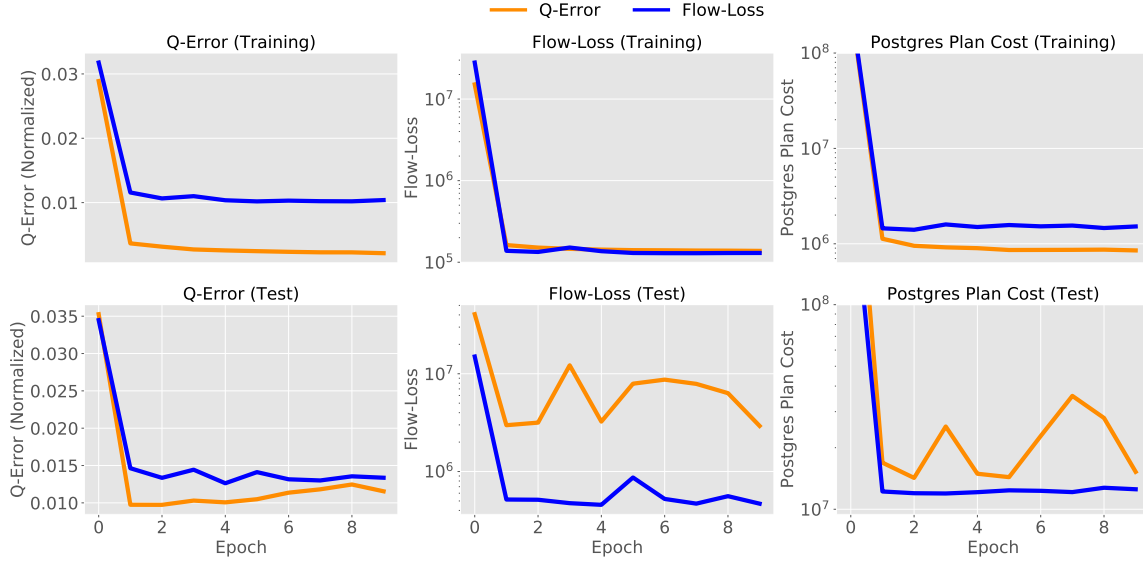 Q-Error Flow-Loss
Q-Error (Training) Flow-Loss (Training) Postgres Plan Cost (Training)
Q-Error (Normalized)
0.03
0.02
0.01
Flow-Loss
10⁷
10⁶
10⁵
Postgres Plan Cost
10⁸
10⁷
10⁶
Q-Error (Test) Flow-Loss (Test) Postgres Plan Cost (Test)
Q-Error (Normalized)
0.035
0.030
0.025
0.020
0.015
0.010
0 2 4 6 8
Epoch
Flow-Loss
10⁷
10⁶
0 2 4 6 8
Epoch
Postgres Plan Cost
10⁸
10⁷
0 2 4 6 8
Epoch